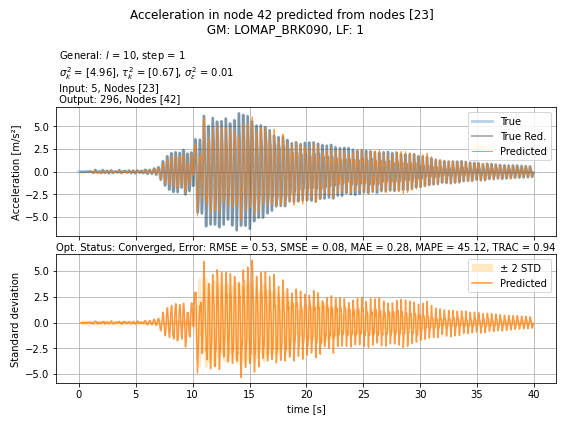 Acceleration in node 42 predicted from nodes [23]
GM: LOMAP_BRK090, LF: 1
General: l = 10, step = 1
σ²ₖ = [4.96], τ²ₖ = [0.67], σ²ε = 0.01
Input: 5, Nodes [23]
Output: 296, Nodes [42]
Acceleration [m/s²]
5.0
2.5
0.0
−2.5
−5.0
True
True Red.
Predicted
Opt. Status: Converged, Error: RMSE = 0.53, SMSE = 0.08, MAE = 0.28, MAPE = 45.12, TRAC = 0.94
Standard deviation
5.0
2.5
0.0
−2.5
−5.0
± 2 STD
Predicted
0 5 10 15 20 25 30 35 40
time [s]